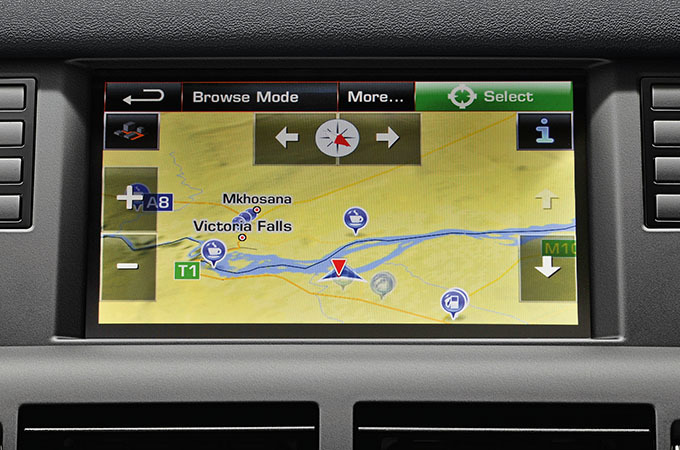 Browse Mode
More...
Select
i
+
A8
Mkhosana
Victoria Falls
M10
T1
−